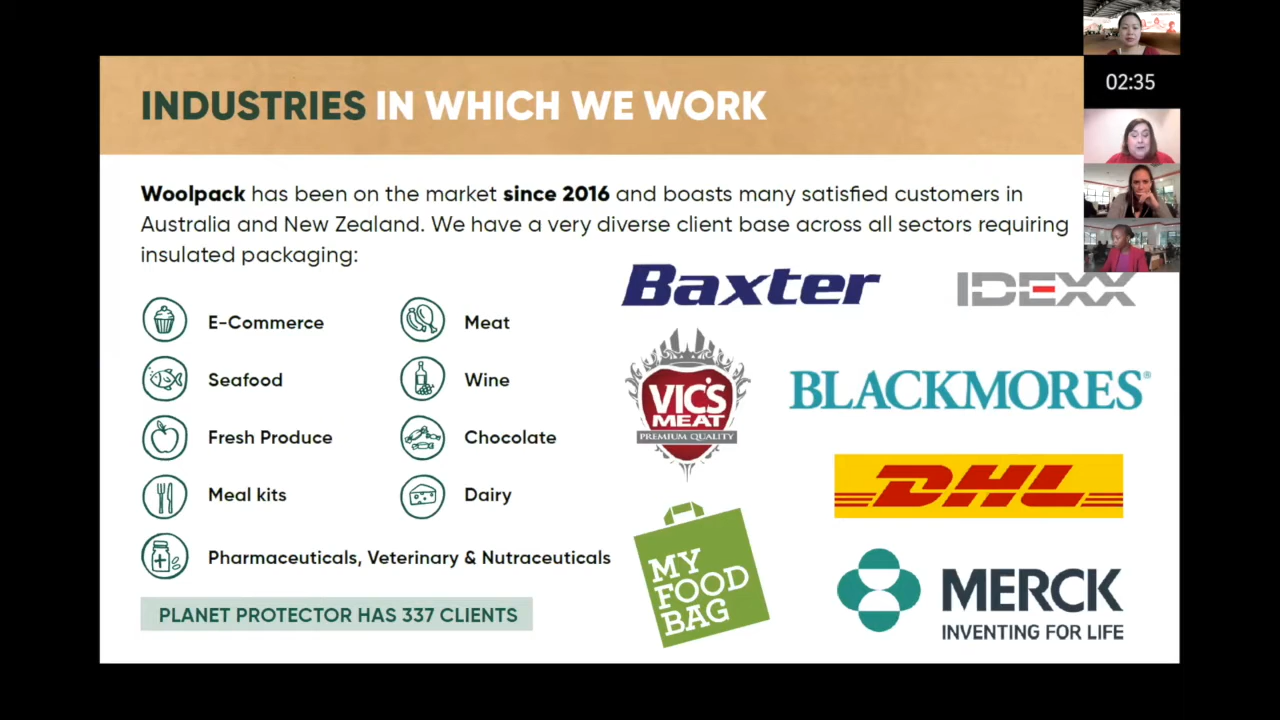 INDUSTRIES IN WHICH WE WORK
02:35
Woolpack has been on the market since 2016 and boasts many satisfied customers in
Australia and New Zealand. We have a very diverse client base across all sectors requiring
insulated packaging:
Baxter
IDEXX
E-Commerce
Meat
Seafood
Wine
Fresh Produce
Chocolate
Meal kits
Dairy
Pharmaceuticals, Veterinary & Nutraceuticals
PLANET PROTECTOR HAS 337 CLIENTS
VIC'S
MEAT
PREMIUM QUALITY
BLACKMORES®
DHL
MY
FOOD
BAG
MERCK
INVENTING FOR LIFE